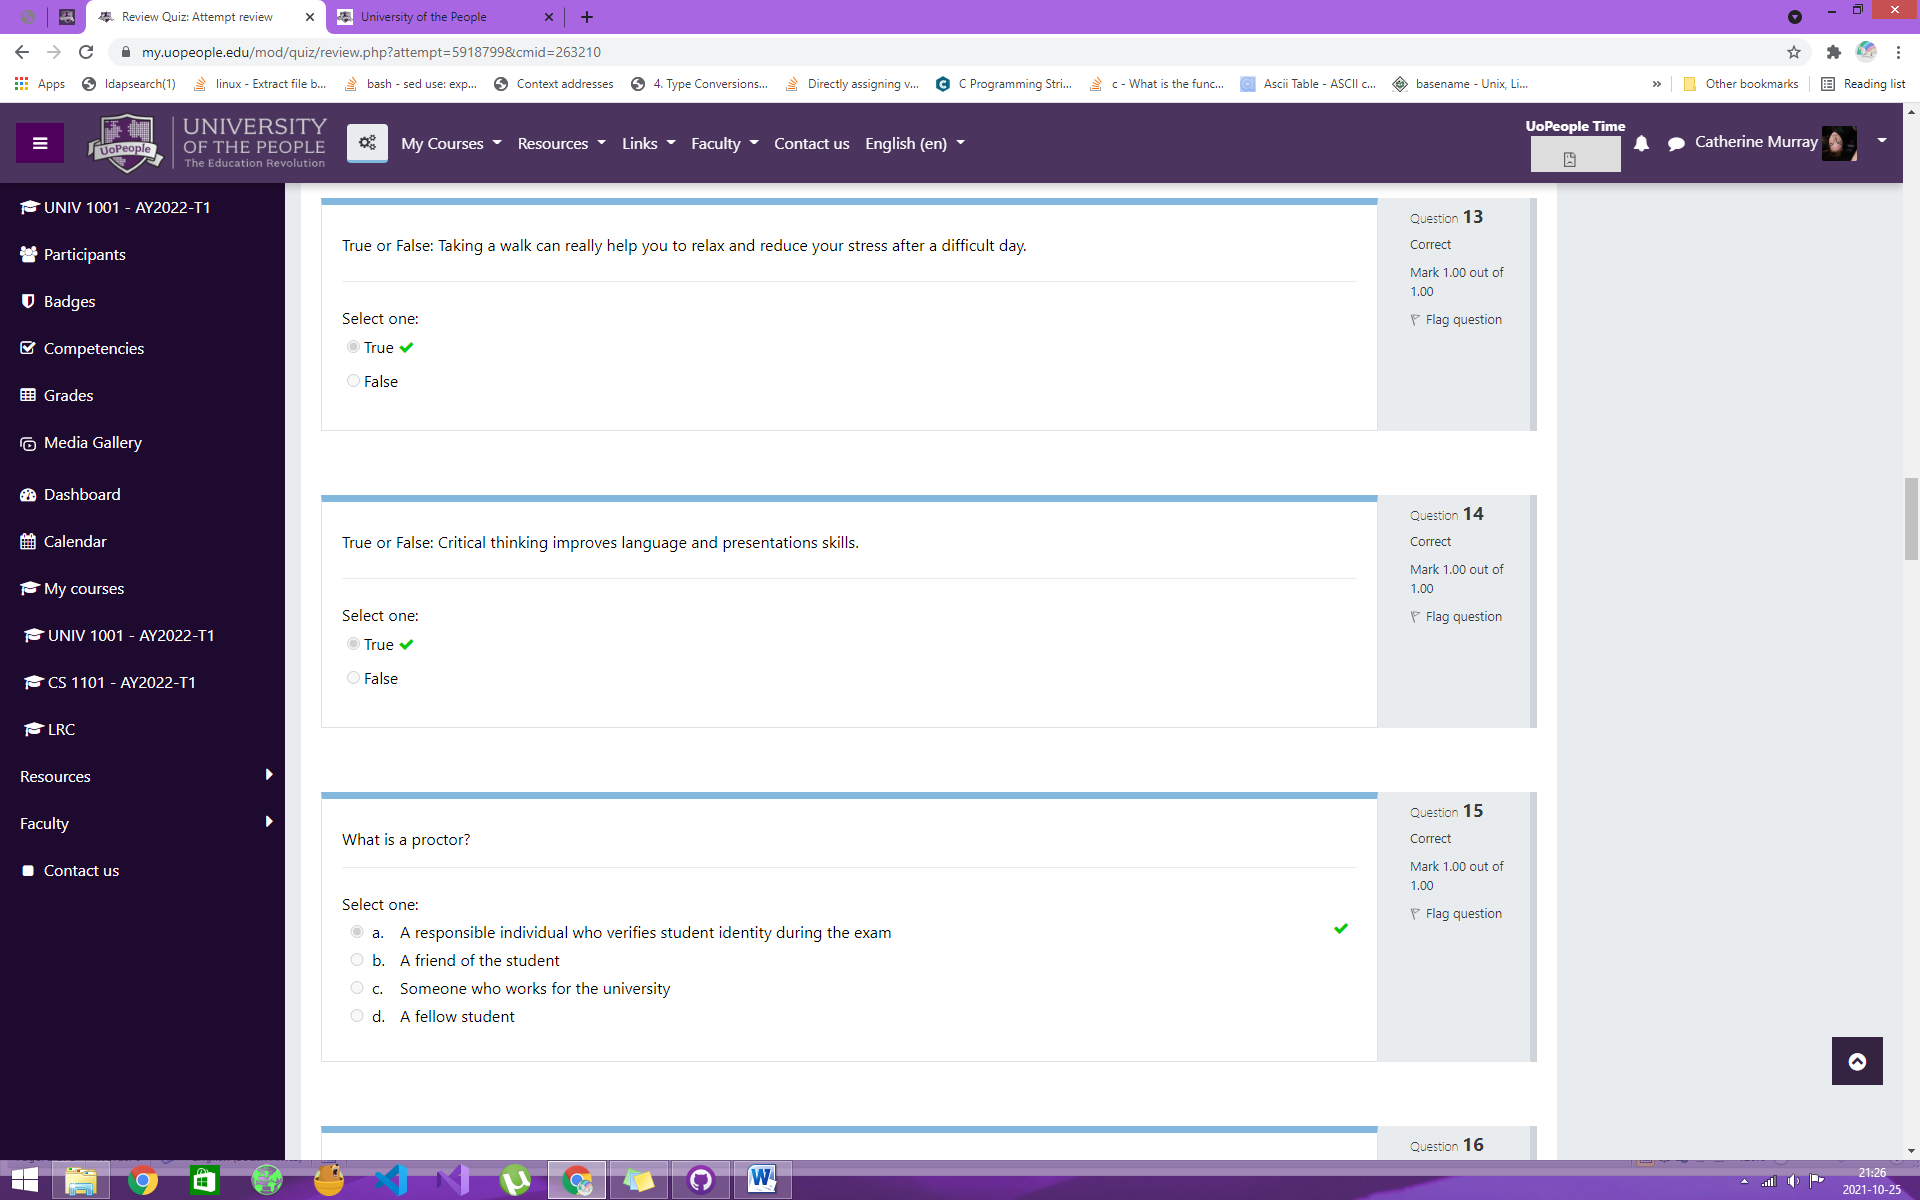 Review Quiz: Attempt review
University of the People
my.uopeople.edu/mod/quiz/review.php?attempt=5918799&cmid=263210
Apps
ldapsearch(1)
linux - Extract file b...
bash - sed use: exp...
Context addresses
4. Type Conversions...
Directly assigning v...
C Programming Stri...
c - What is the func...
Ascii Table - ASCII c...
basename - Unix, Li...
»
Other bookmarks
Reading list
UoPeople
UNIVERSITY
OF THE PEOPLE
The Education Revolution
My Courses
Resources
Links
Faculty
Contact us
English (en)
UoPeople Time
Catherine Murray
UNIV 1001 - AY2022-T1
Participants
Badges
Competencies
Grades
Media Gallery
Dashboard
Calendar
My courses
UNIV 1001 - AY2022-T1
CS 1101 - AY2022-T1
LRC
Resources
Faculty
Contact us
True or False: Taking a walk can really help you to relax and reduce your stress after a difficult day.
Select one:
True
False
Question 13
Correct
Mark 1.00 out of
1.00
Flag question
True or False: Critical thinking improves language and presentations skills.
Select one:
True
False
Question 14
Correct
Mark 1.00 out of
1.00
Flag question
What is a proctor?
Select one:
a. A responsible individual who verifies student identity during the exam
b. A friend of the student
c. Someone who works for the university
d. A fellow student
Question 15
Correct
Mark 1.00 out of
1.00
Flag question
Question 16
21:26
2021-10-25